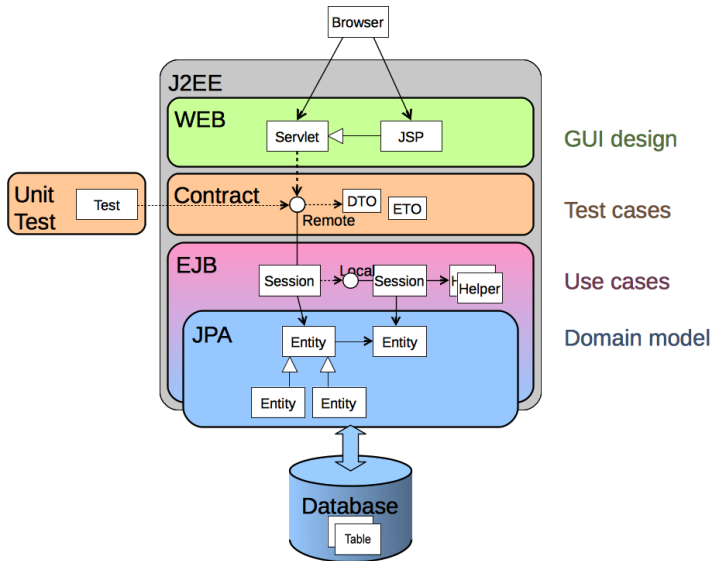 Browser
J2EE
WEB
Servlet
JSP
GUI design
Unit
Test
Test
Contract
DTO
ETO
Remote
Test cases
EJB
Local
Session
Session
Helper
Use cases
JPA
Entity
Entity
Domain model
Entity
Entity
Database
Table